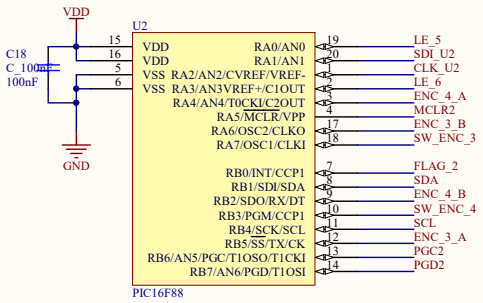 VDD
U2
C18
C_100nF
100nF
15 VDD RA0/AN0 19 LE_5
16 VDD RA1/AN1 20 SDI_U2
5 VSS RA2/AN2/CVREF/VREF- 1 CLK_U2
6 VSS RA3/AN3VREF+/C1OUT 2 LE_6
RA4/AN4/T0CKI/C2OUT 3 ENC_4_A
RA5/MCLR/VPP 4 MCLR2
RA6/OSC2/CLKO 17 ENC_3_B
RA7/OSC1/CLKI 18 SW_ENC_3
GND
RB0/INT/CCP1 7 FLAG_2
RB1/SDI/SDA 8 SDA
RB2/SDO/RX/DT 9 ENC_4_B
RB3/PGM/CCP1 10 SW_ENC_4
RB4/SCK/SCL 11 SCL
RB5/SS/TX/CK 12 ENC_3_A
RB6/AN5/PGC/T1OSO/T1CKI 13 PGC2
RB7/AN6/PGD/T1OSI 14 PGD2
PIC16F88